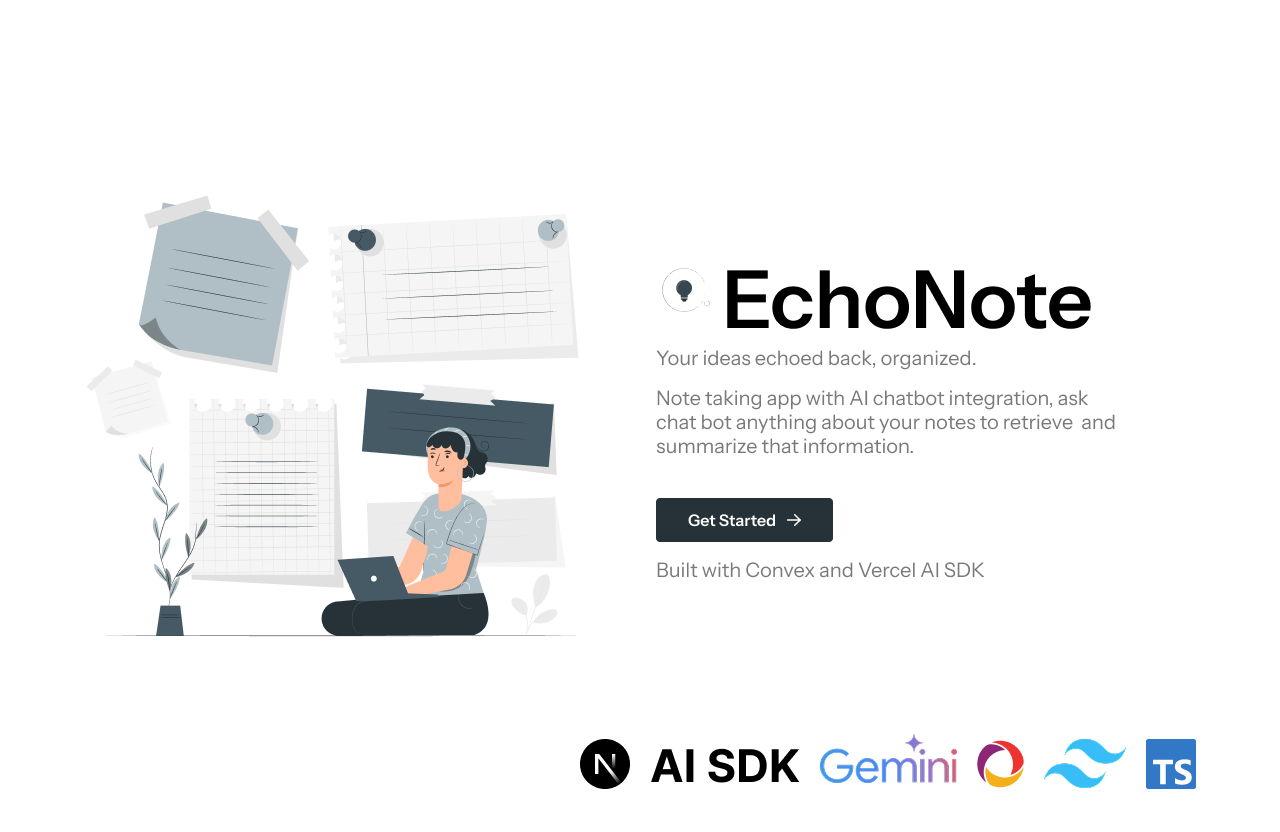 EchoNote
Your ideas echoed back, organized.
Note taking app with AI chatbot integration, ask
chat bot anything about your notes to retrieve  and
summarize that information.
Get Started
Built with Convex and Vercel AI SDK
N AI SDK Gemini TS